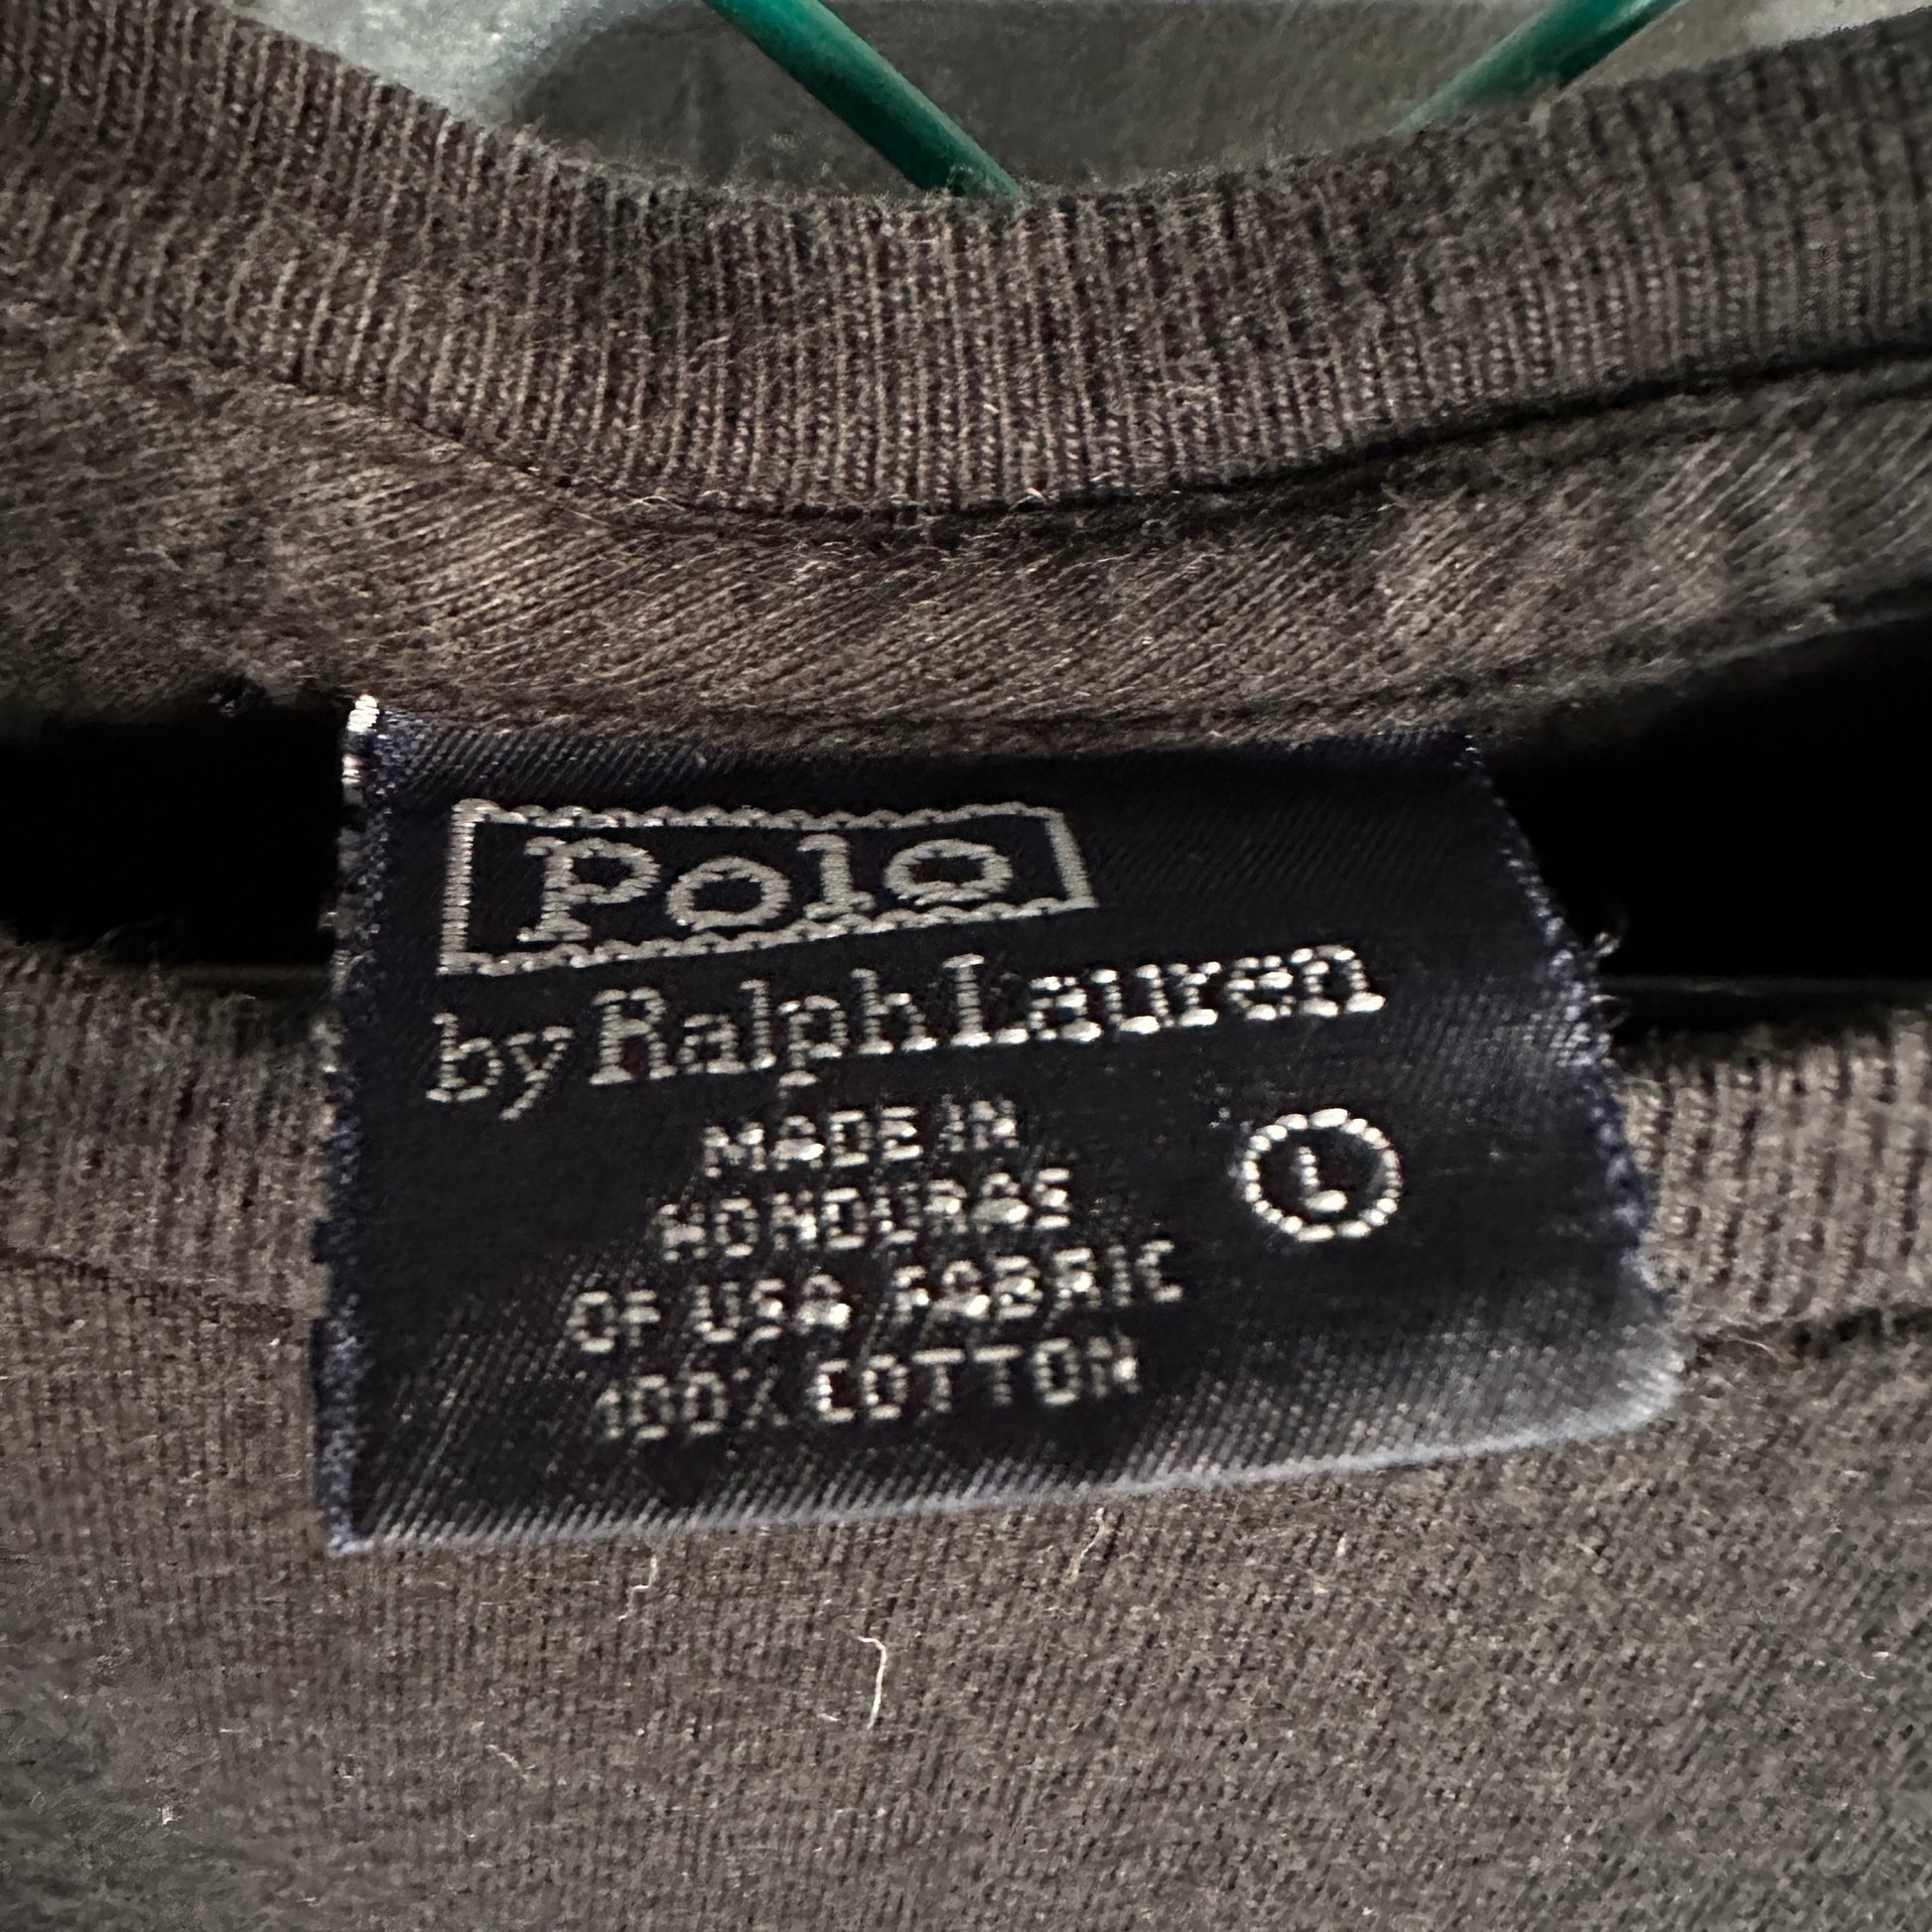 Polo
by Ralph Lauren
MADE IN
HONDURAS
L
OF USA FABRIC
100% COTTON